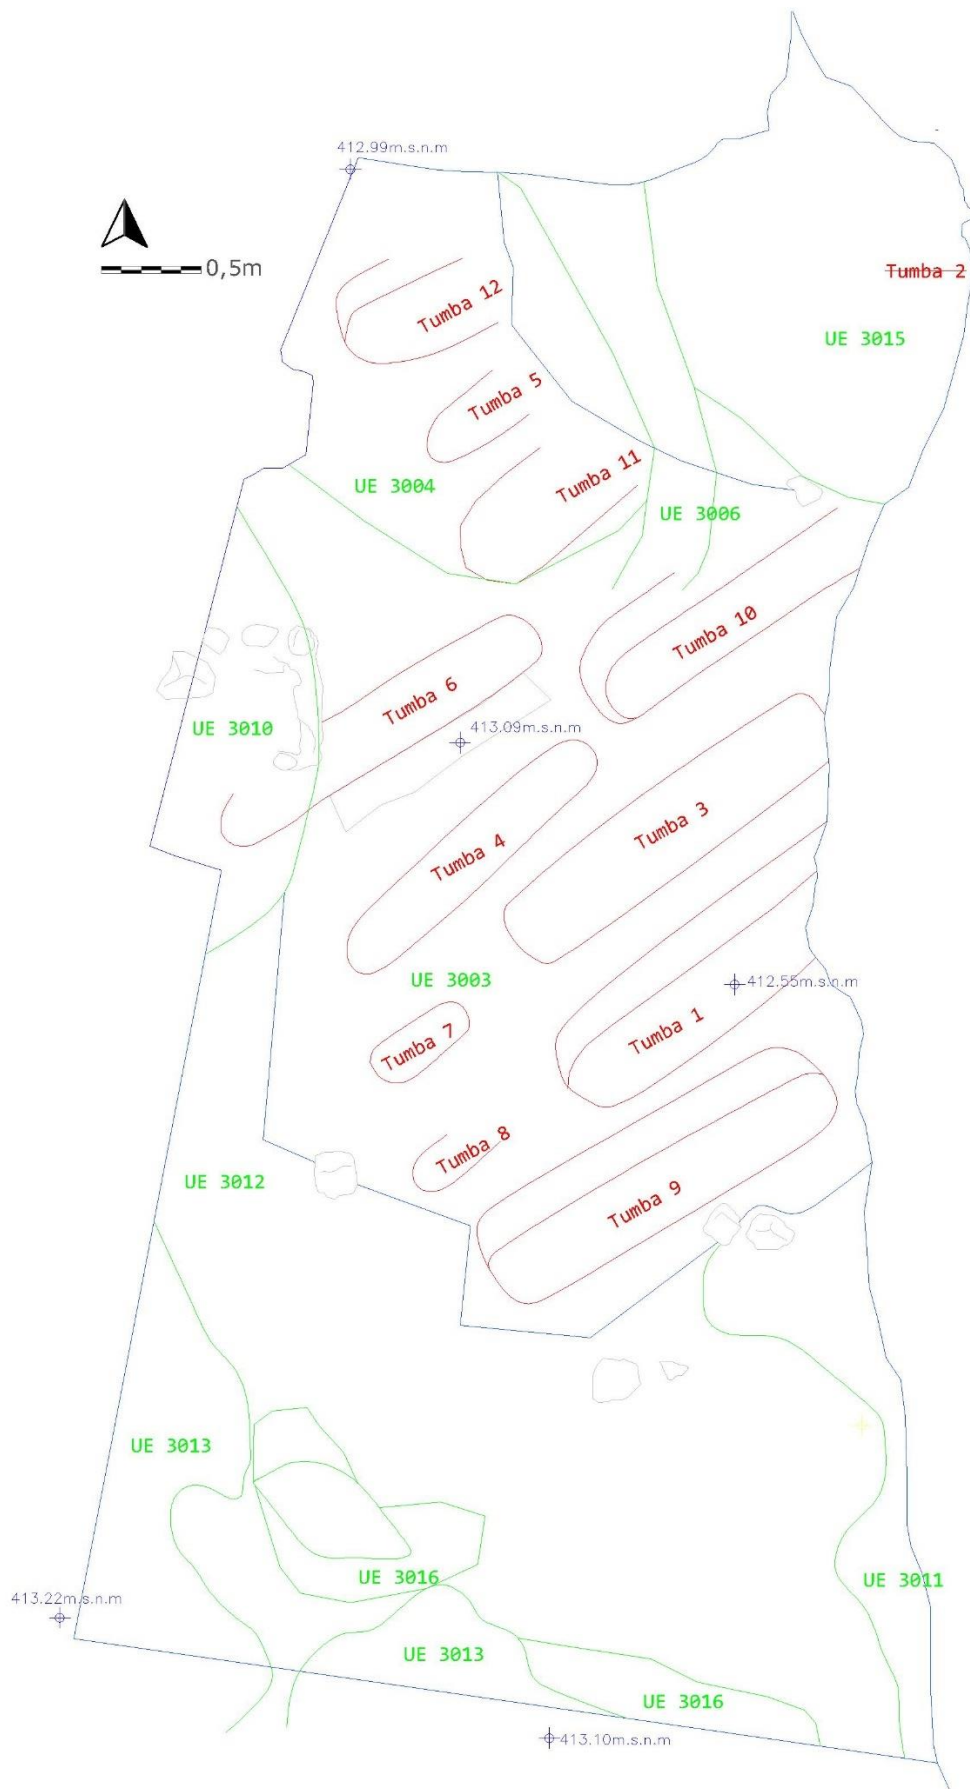 412.99m.s.n.m
0,5m
Tumba 2
Tumba 12
UE 3015
Tumba 5
Tumba 11
UE 3004
UE 3006
Tumba 10
Tumba 6
UE 3010
413.09m.s.n.m
Tumba 3
Tumba 4
UE 3003
412.55m.s.n.m
Tumba 1
Tumba 7
Tumba 8
UE 3012
Tumba 9
UE 3013
UE 3016
UE 3011
413.22m.s.n.m
UE 3013
UE 3016
413.10m.s.n.m